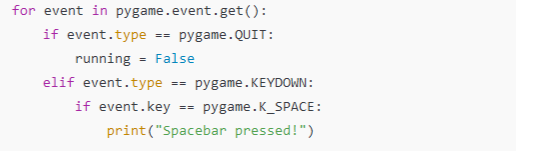 for event in pygame.event.get():
    if event.type == pygame.QUIT:
        running = False
    elif event.type == pygame.KEYDOWN:
        if event.key == pygame.K_SPACE:
            print("Spacebar pressed!")